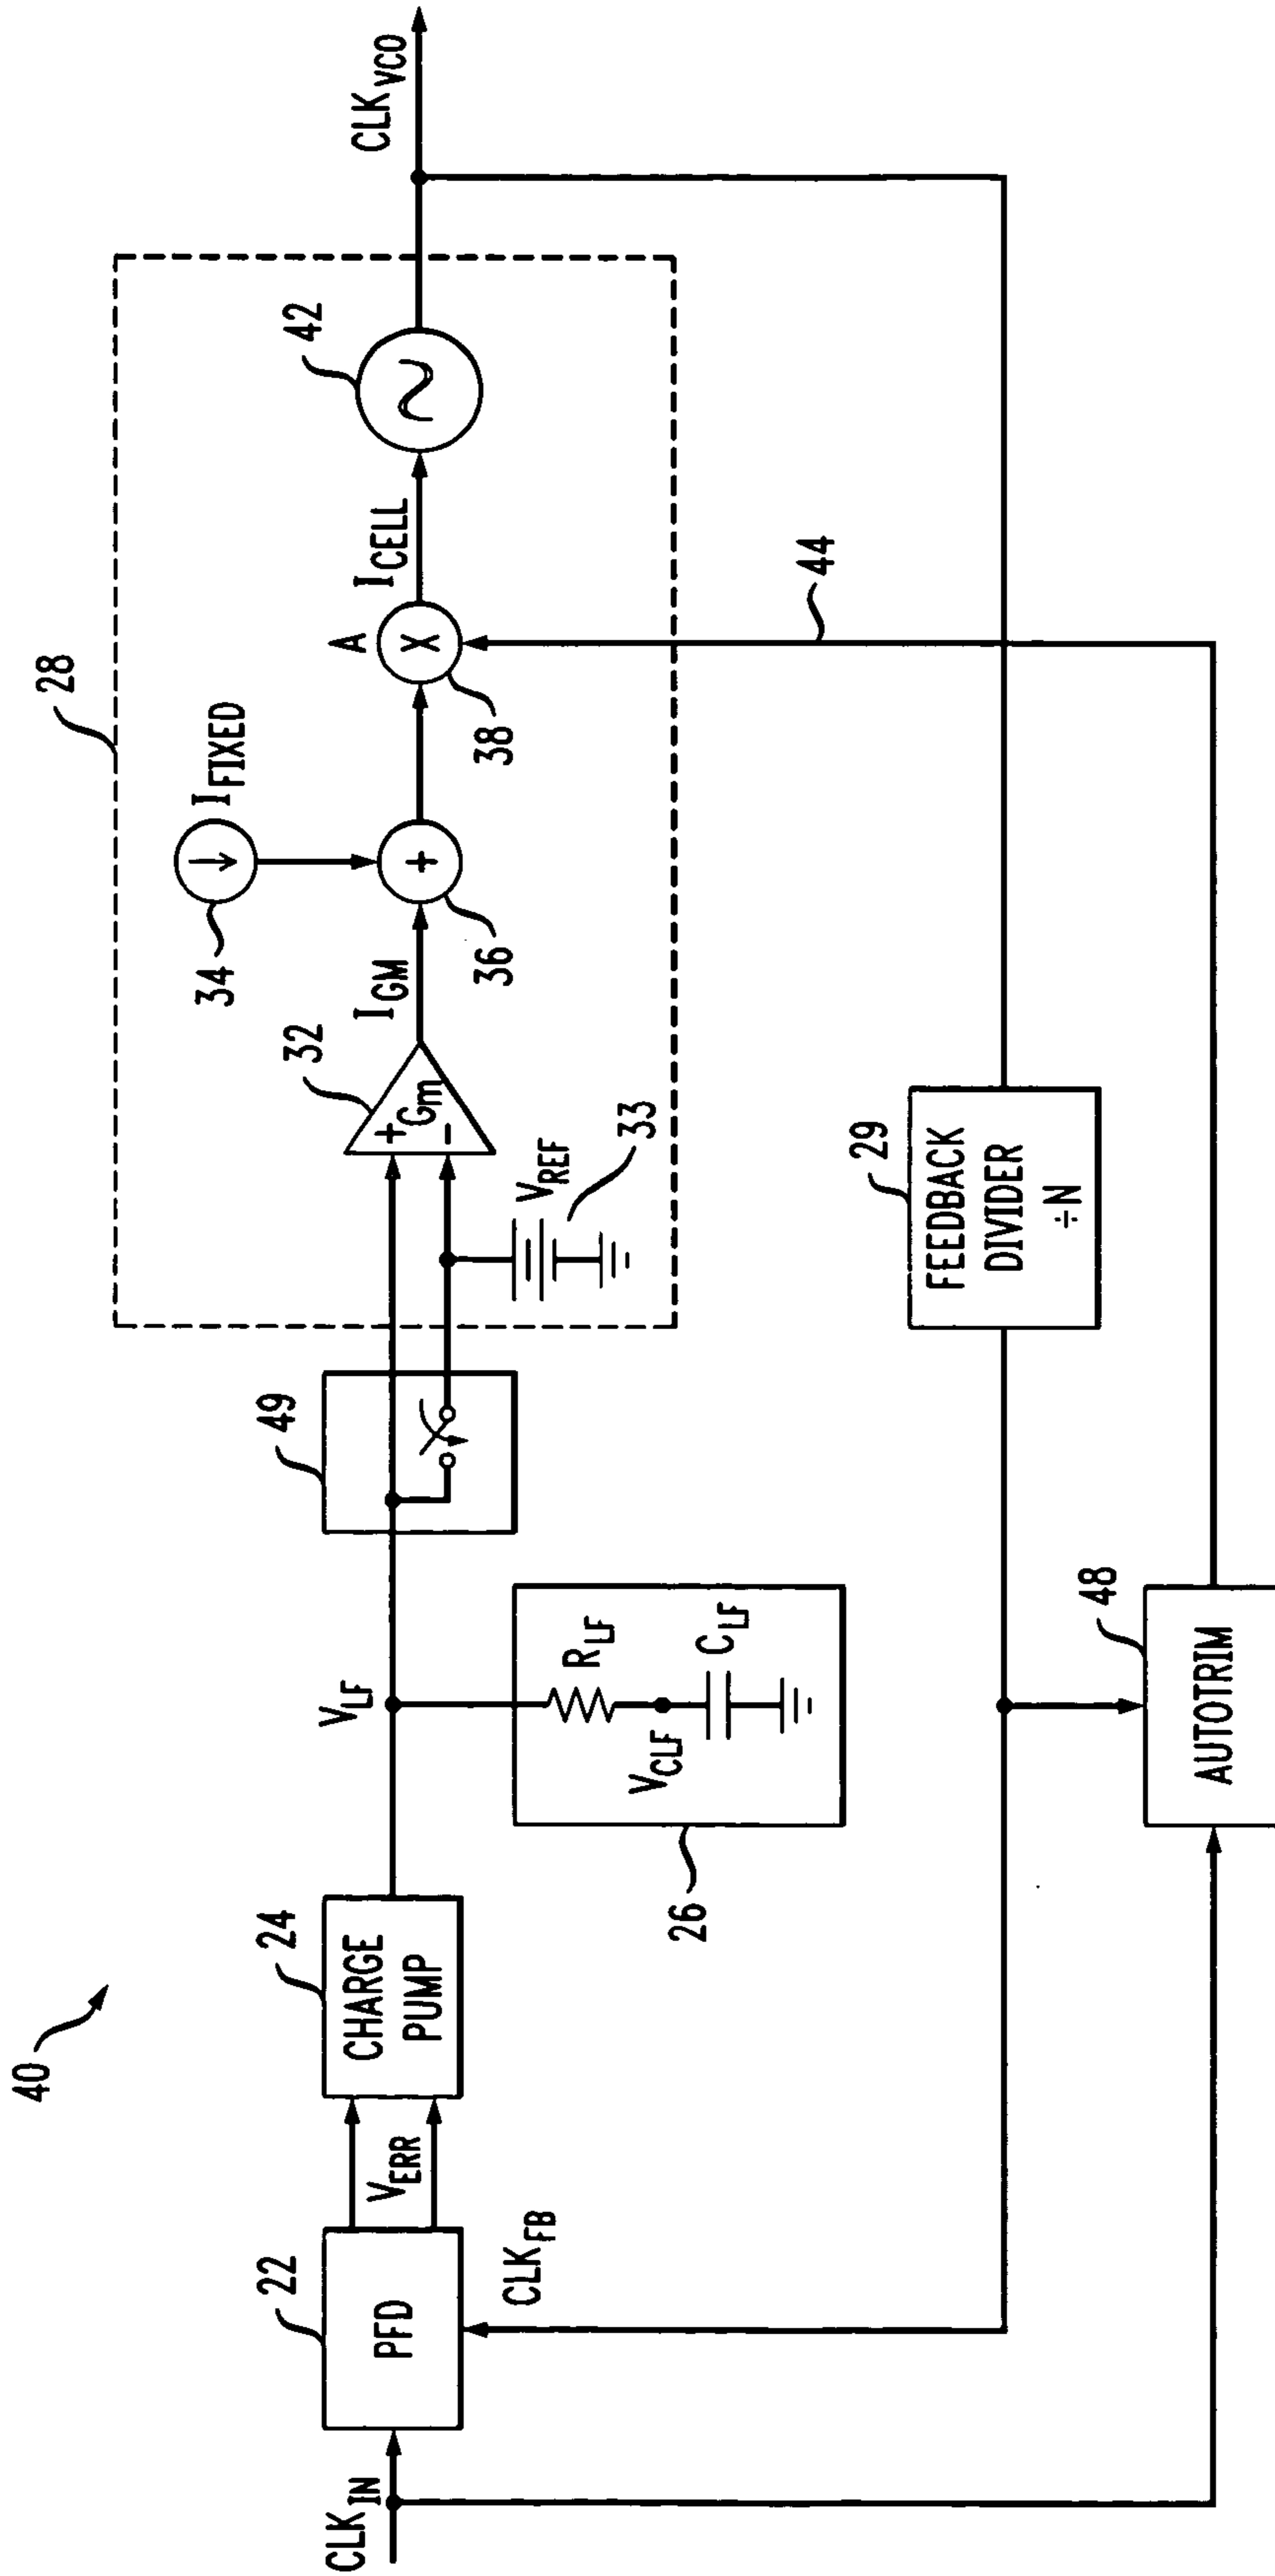 40
CLK_IN
22
PFD
V_ERR
24
CHARGE
PUMP
V_LF
49
28
32
+
G_m
-
I_GM
34
I_FIXED
+
36
A
X
38
I_CELL
42
CLK_VCO
V_REF
33
R_LF
V_CLF
C_LF
26
CLK_FB
29
FEEDBACK
DIVIDER
÷N
44
48
AUTOTRIM